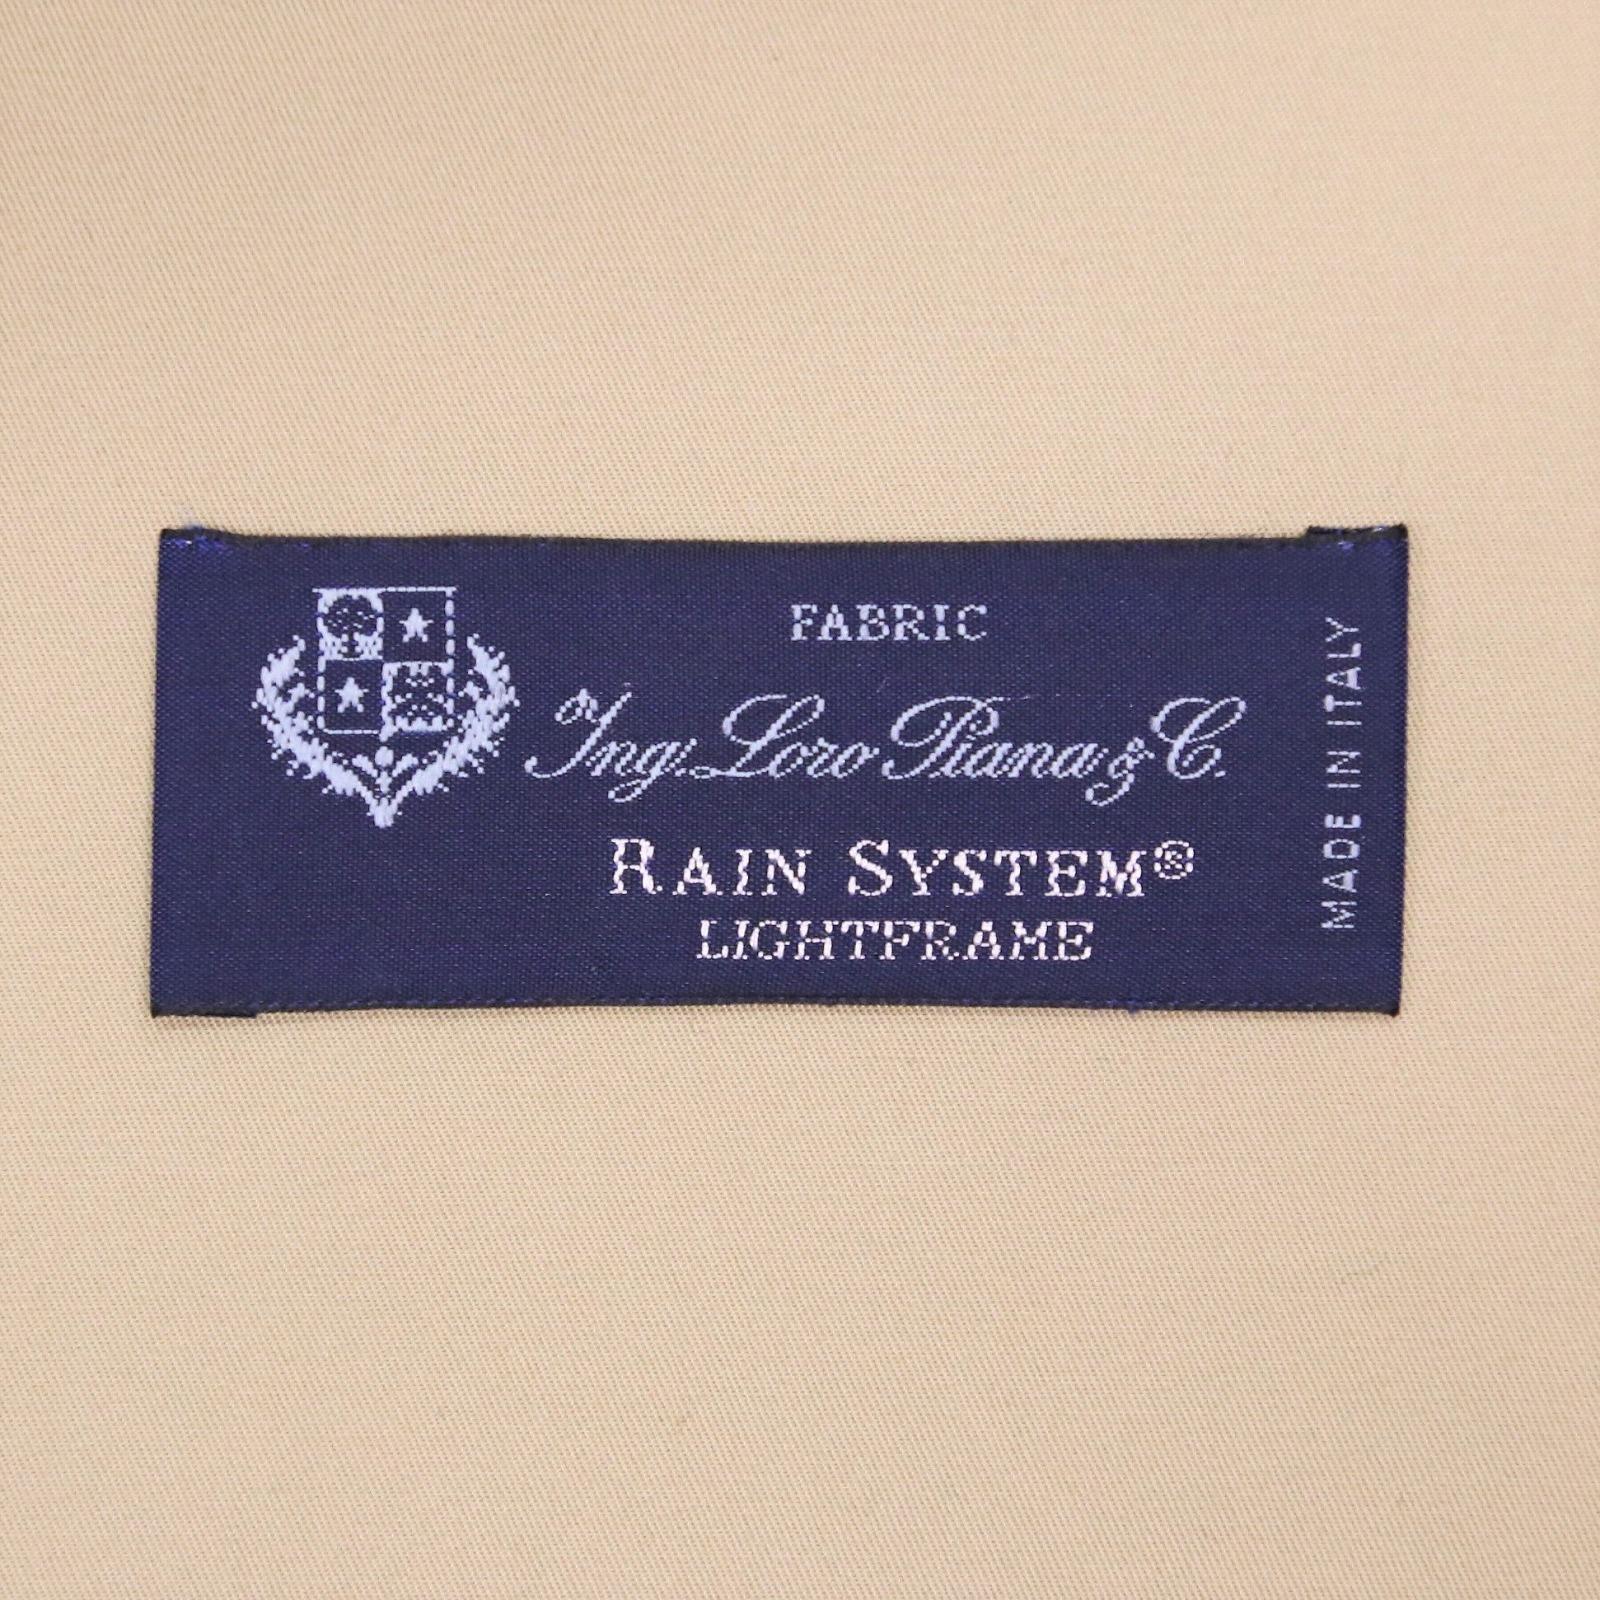 FABRIC
Ing. Loro Piana & C.
RAIN SYSTEM®
LIGHTFRAME
MADE IN ITALY